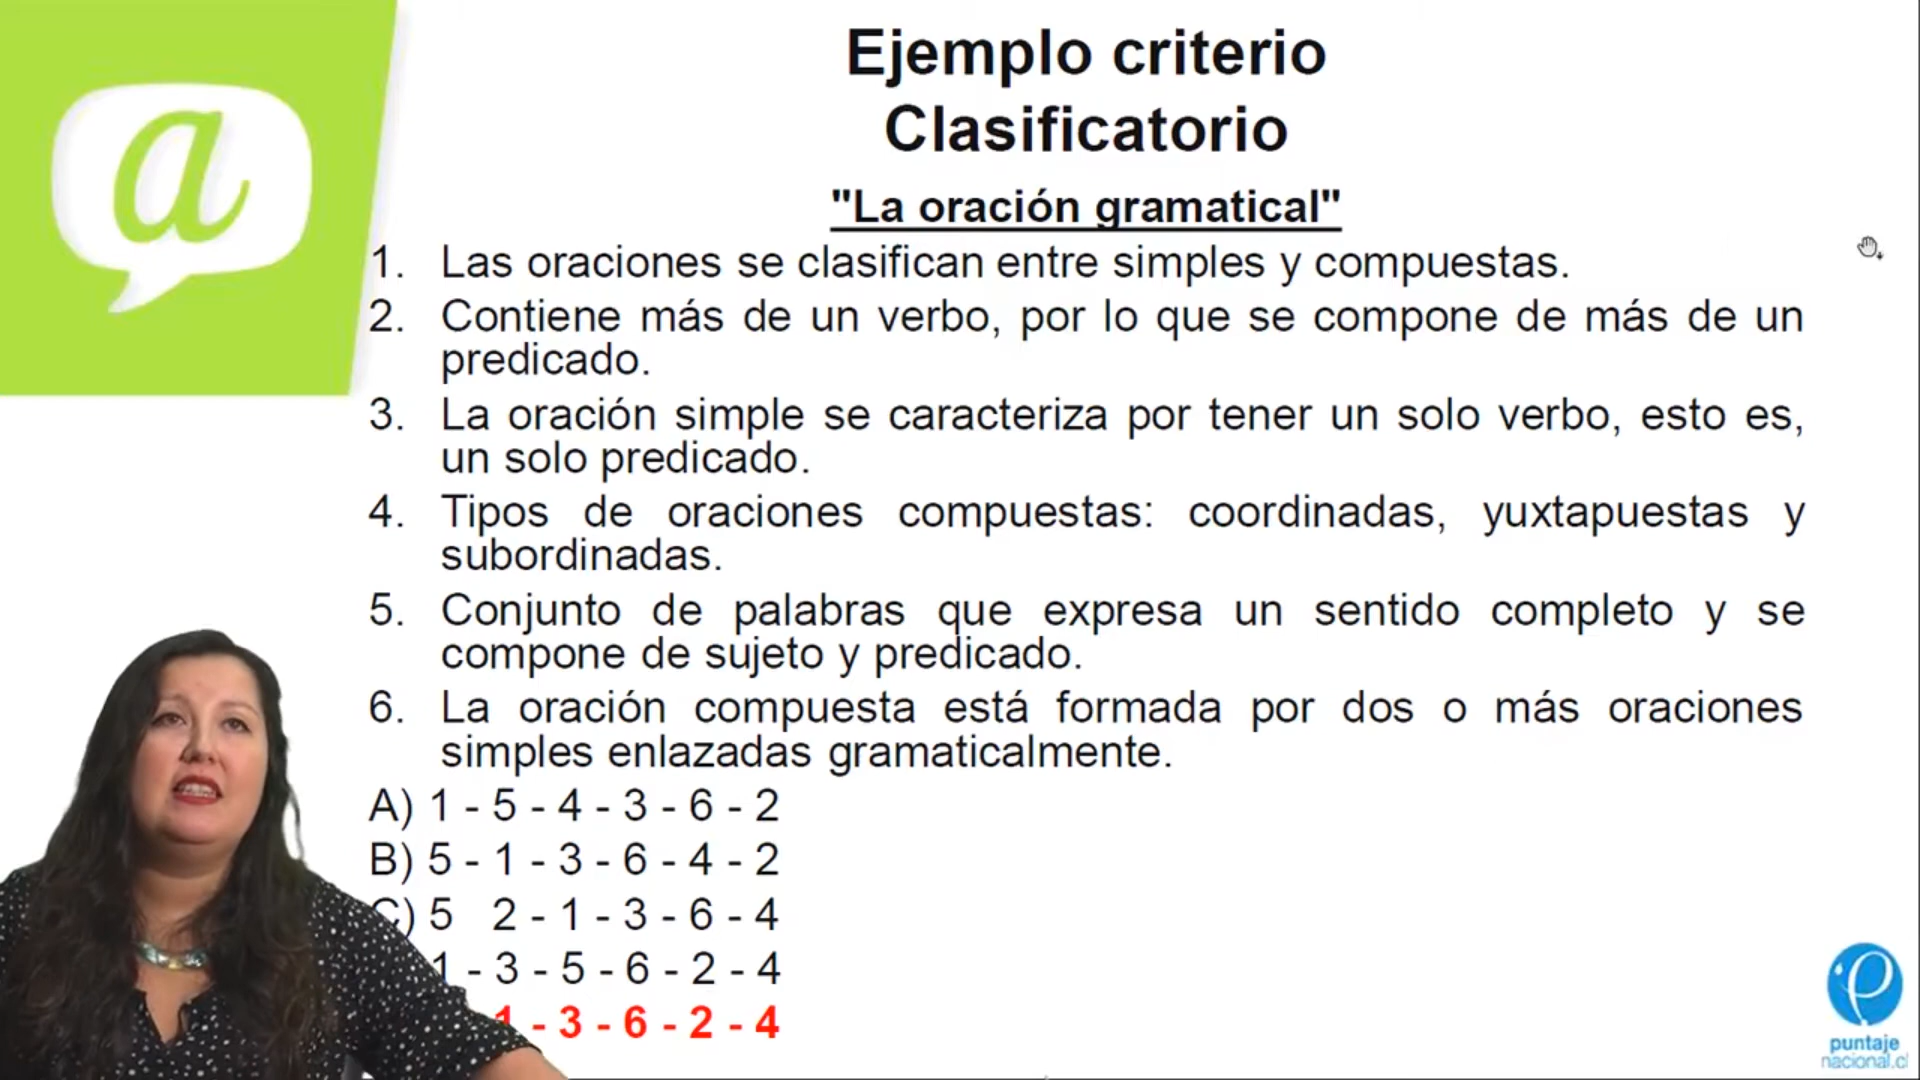 a
Ejemplo criterio
Clasificatorio
"La oración gramatical"
1. Las oraciones se clasifican entre simples y compuestas.
2. Contiene más de un verbo, por lo que se compone de más de un
predicado.
3. La oración simple se caracteriza por tener un solo verbo, esto es,
un solo predicado.
4. Tipos de oraciones compuestas: coordinadas, yuxtapuestas y
subordinadas.
5. Conjunto de palabras que expresa un sentido completo y se
compone de sujeto y predicado.
6. La oración compuesta está formada por dos o más oraciones
simples enlazadas gramaticalmente.
A) 1 - 5 - 4 - 3 - 6 - 2
B) 5 - 1 - 3 - 6 - 4 - 2
C) 5 2 - 1 - 3 - 6 - 4
1 - 3 - 5 - 6 - 2 - 4
1 - 3 - 6 - 2 - 4
puntaje
nacional.cl